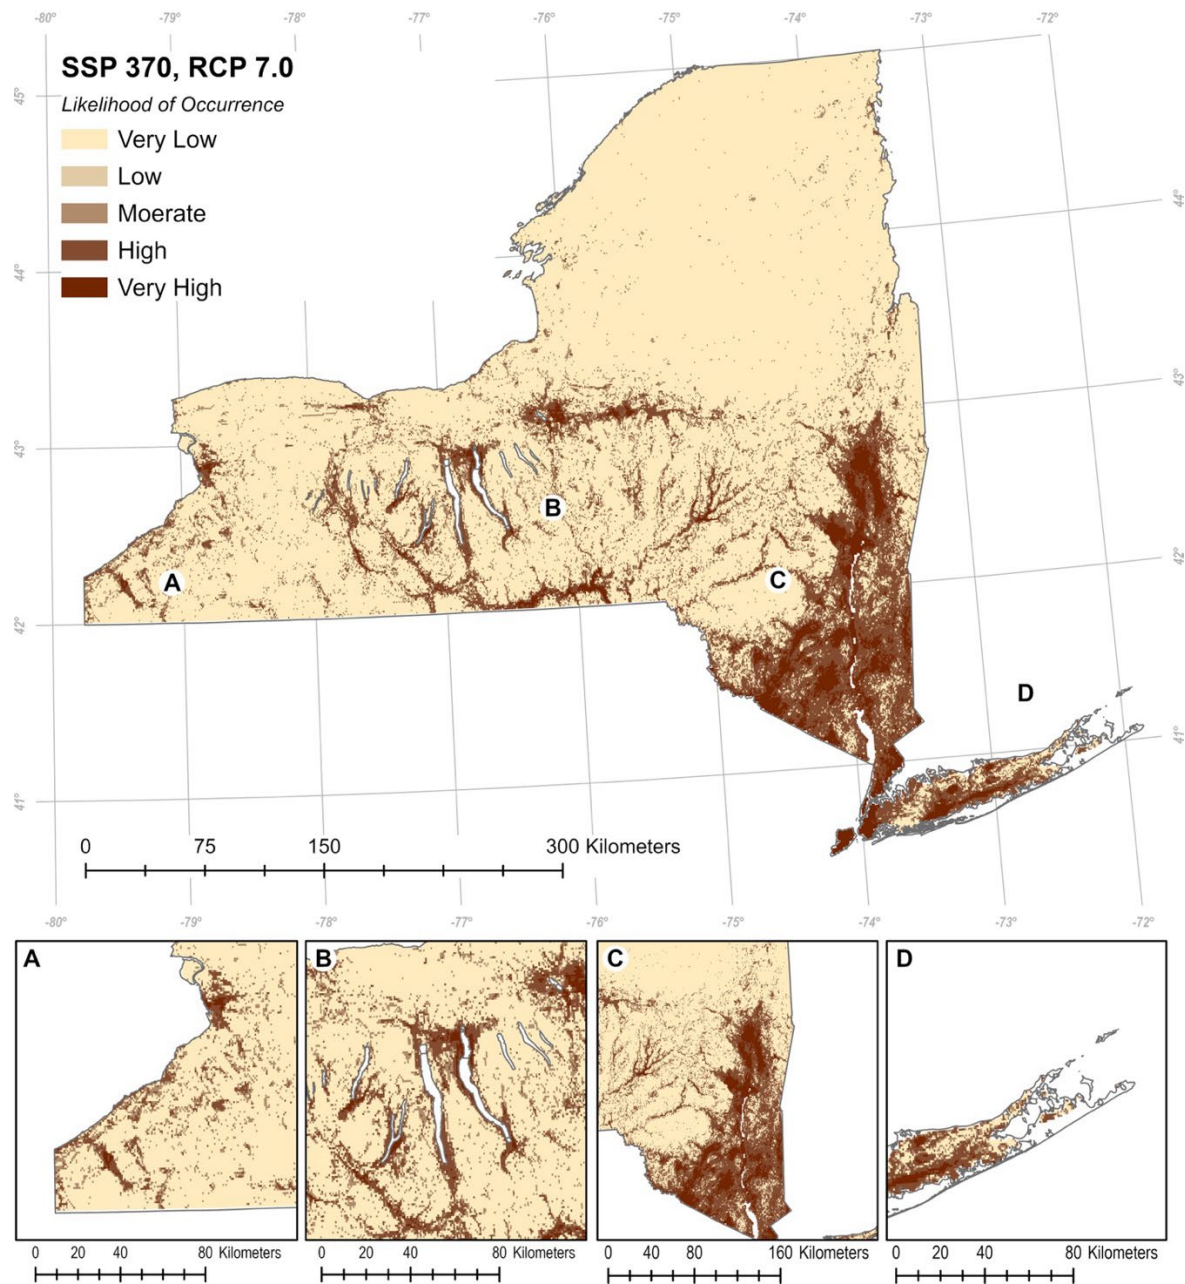 -80° -79° -78° -77° -76° -75° -74° -73° -72°
SSP 370, RCP 7.0
Likelihood of Occurrence
Very Low
Low
Moerate
High
Very High
45°
44°
43°
42°
41°
44°
43°
42°
41°
A
B
C
D
0 75 150 300 Kilometers
-80° -79° -78° -77° -76° -75° -74° -73° -72°
A
B
C
D
0 20 40 80 Kilometers
0 20 40 80 Kilometers
0 40 80 160 Kilometers
0 20 40 80 Kilometers